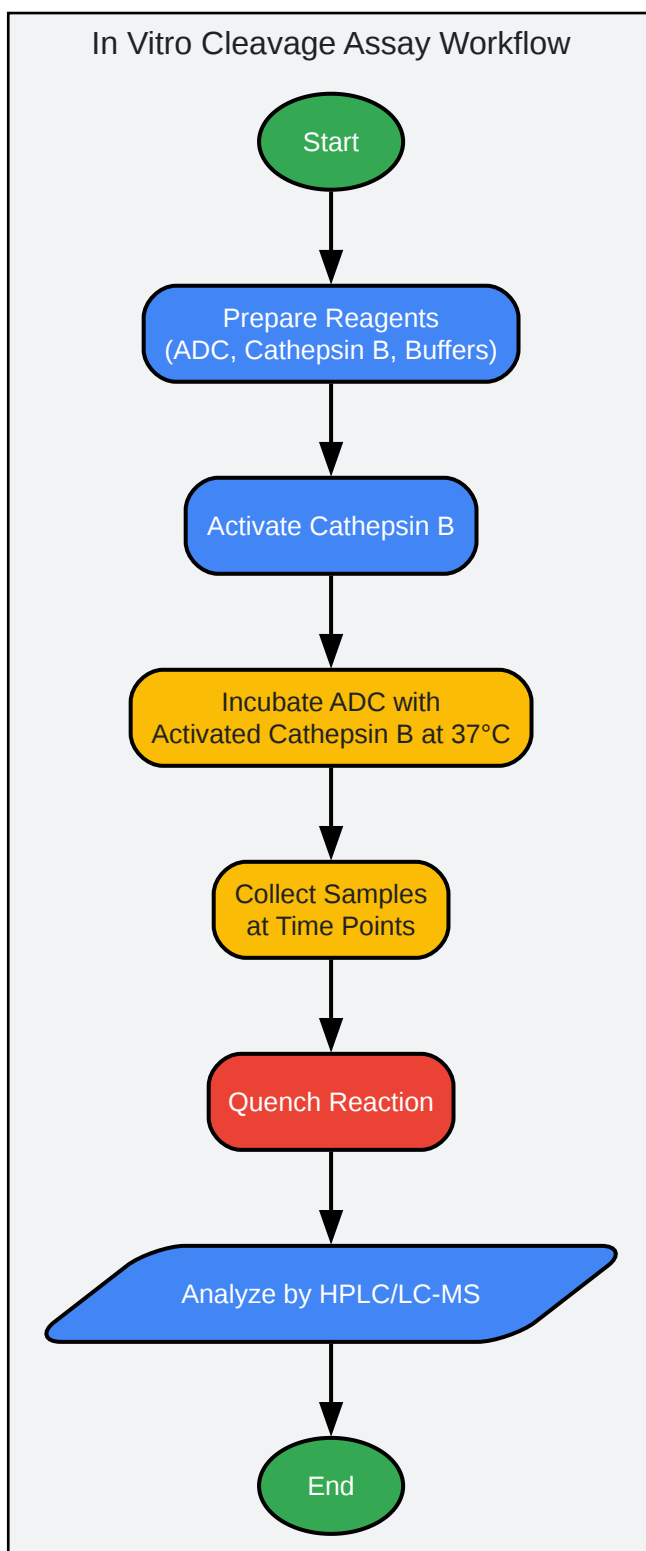 In Vitro Cleavage Assay Workflow
Start
Prepare Reagents
(ADC, Cathepsin B, Buffers)
Activate Cathepsin B
Incubate ADC with
Activated Cathepsin B at 37°C
Collect Samples
at Time Points
Quench Reaction
Analyze by HPLC/LC-MS
End